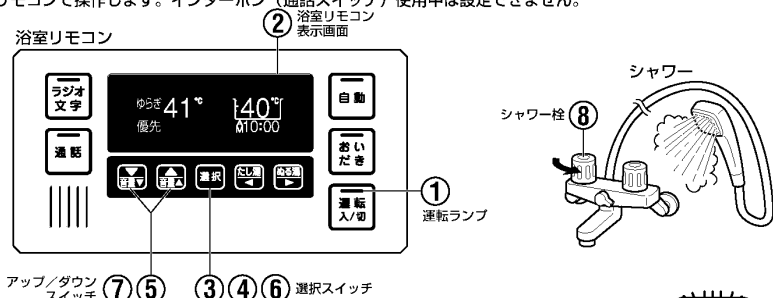 リモコンで操作します。インターホン（通話スイッチ）使用中は設定できません。
浴室リモコン
② 浴室リモコン
表示画面
ラジオ
文字
通話
ゆらぎ 41℃
優先
40℃
10:00
自動
おい
だき
▼
音量▼
▲
音量▲
選択
たし湯
◀
ぬる湯
▶
運転
入/切
① 運転ランプ
アップ／ダウン
スイッチ ⑦ ⑤
③ ④ ⑥ 選択スイッチ
シャワー
シャワー栓 ⑧